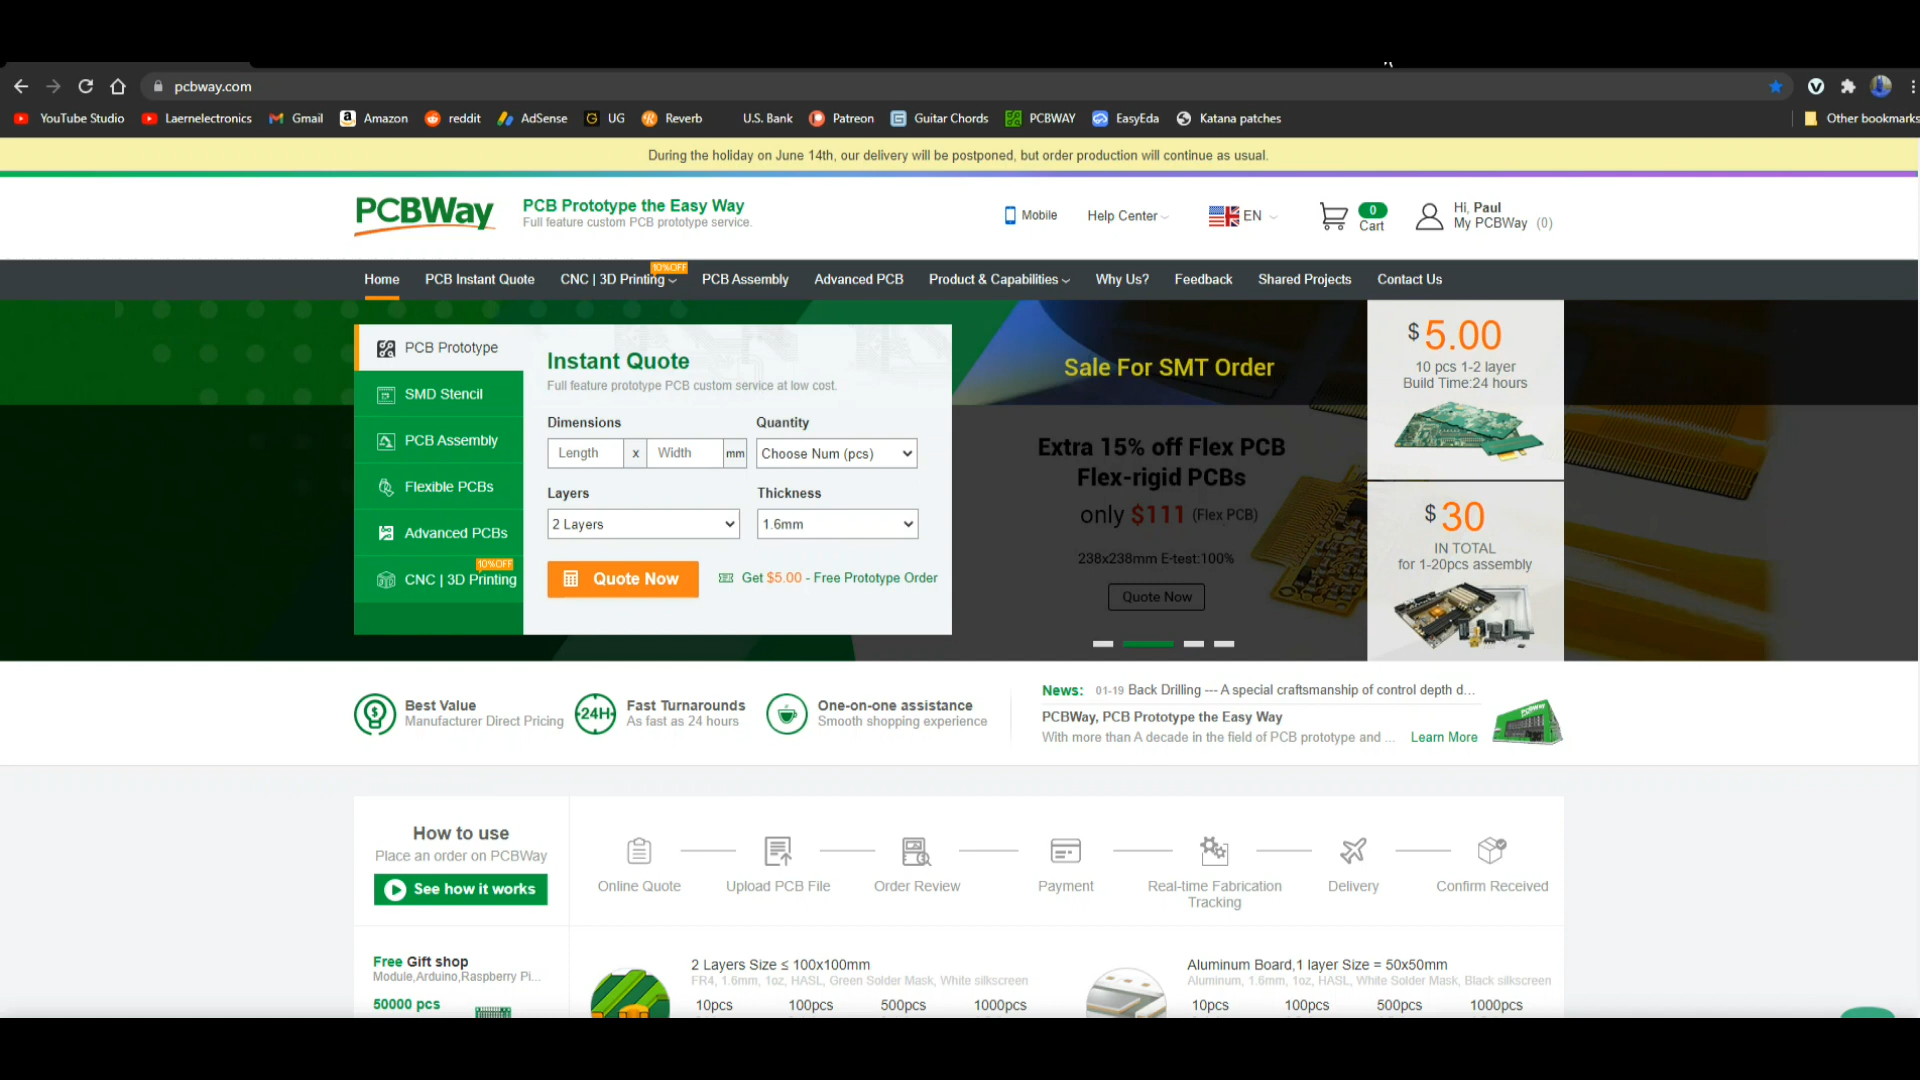 pcbway.com
YouTube Studio Laernelectronics Gmail Amazon reddit AdSense UG Reverb U.S. Bank Patreon Guitar Chords PCBWAY EasyEda Katana patches Other bookmarks
During the holiday on June 14th, our delivery will be postponed, but order production will continue as usual.
PCBWay
PCB Prototype the Easy Way
Full feature custom PCB prototype service.
Mobile Help Center EN 0 Cart Hi, Paul
My PCBWay (0)
10%OFF
Home PCB Instant Quote CNC | 3D Printing PCB Assembly Advanced PCB Product & Capabilities Why Us? Feedback Shared Projects Contact Us
PCB Prototype
SMD Stencil
PCB Assembly
Flexible PCBs
Advanced PCBs
10%OFF
CNC | 3D Printing
Instant Quote
Full feature prototype PCB custom service at low cost.
Dimensions Quantity
Length x Width mm Choose Num (pcs)
Layers Thickness
2 Layers 1.6mm
Quote Now Get $5.00 - Free Prototype Order
Sale For SMT Order
Extra 15% off Flex PCB
Flex-rigid PCBs
only $111 (Flex PCB)
238x238mm E-test:100%
Quote Now
$ 5.00
10 pcs 1-2 layer
Build Time:24 hours
$ 30
IN TOTAL
for 1-20pcs assembly
Best Value
Manufacturer Direct Pricing
24H
Fast Turnarounds
As fast as 24 hours
One-on-one assistance
Smooth shopping experience
News: 01-19 Back Drilling --- A special craftsmanship of control depth d...
PCBWay, PCB Prototype the Easy Way
With more than A decade in the field of PCB prototype and ... Learn More
PCBWay
How to use
Place an order on PCBWay
See how it works
Online Quote Upload PCB File Order Review Payment Real-time Fabrication Tracking Delivery Confirm Received
Free Gift shop
Module,Arduino,Raspberry Pi...
50000 pcs
2 Layers Size ≤ 100x100mm
FR4, 1.6mm, 1oz, HASL, Green Solder Mask, White silkscreen
10pcs 100pcs 500pcs 1000pcs
Aluminum Board,1 layer Size = 50x50mm
Aluminum, 1.6mm, 1oz, HASL, White Solder Mask, Black silkscreen
10pcs 100pcs 500pcs 1000pcs